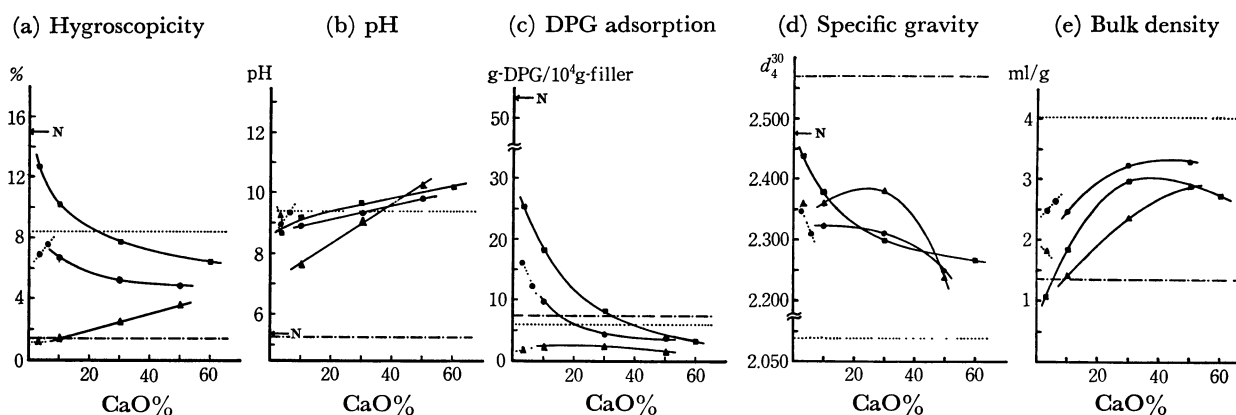 (a) Hygroscopicity
%
16
N
12
8
4
0
20 40 60
CaO%
(b) pH
pH
12
10
8
6
N
20 40 60
CaO%
(c) DPG adsorption
g-DPG/10⁴g-filler
N
50
30
20
10
0
20 40 60
CaO%
(d) Specific gravity
d₄³⁰
2.500
N
2.400
2.300
2.200
2.050
20 40 60
CaO%
(e) Bulk density
ml/g
4
3
2
1
20 40 60
CaO%